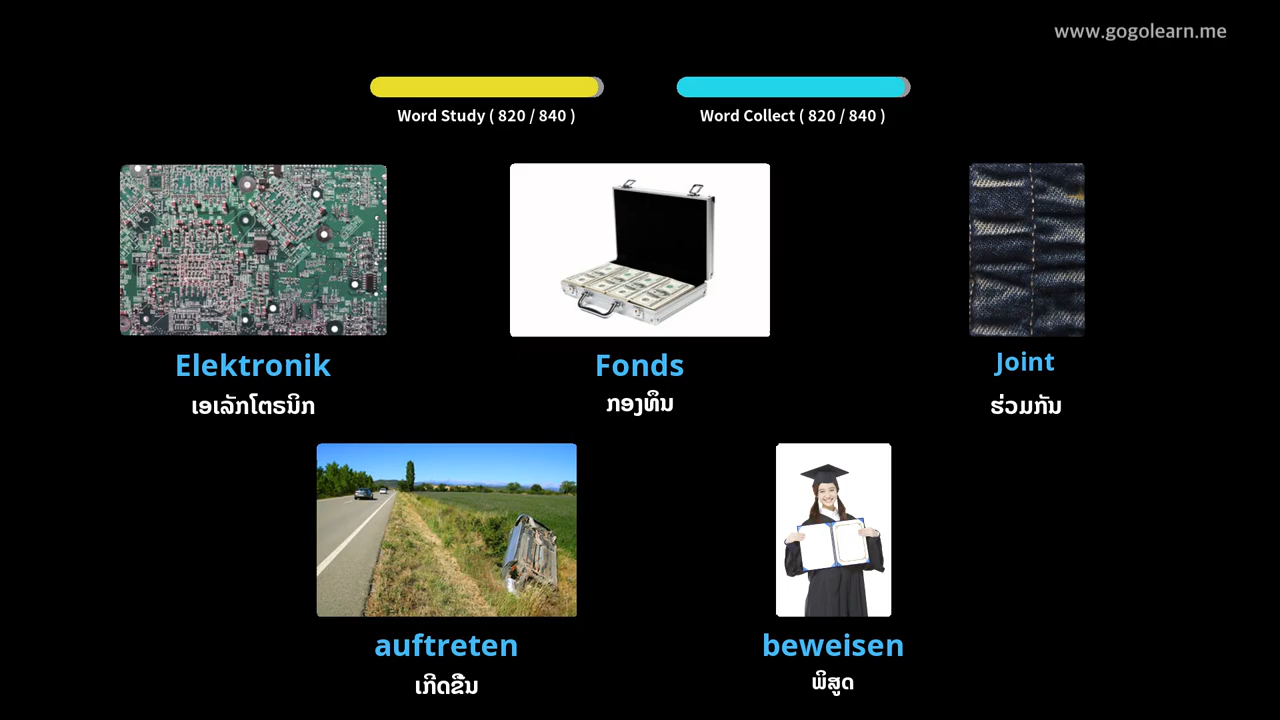 www.gogolearn.me
Word Study ( 820 / 840 )
Word Collect ( 820 / 840 )
Elektronik
ເອເລັກໂຕຣນິກ
Fonds
ກອງທຶນ
Joint
ຮ່ວມກັນ
auftreten
ເກີດຂຶ້ນ
beweisen
ພິສູດ